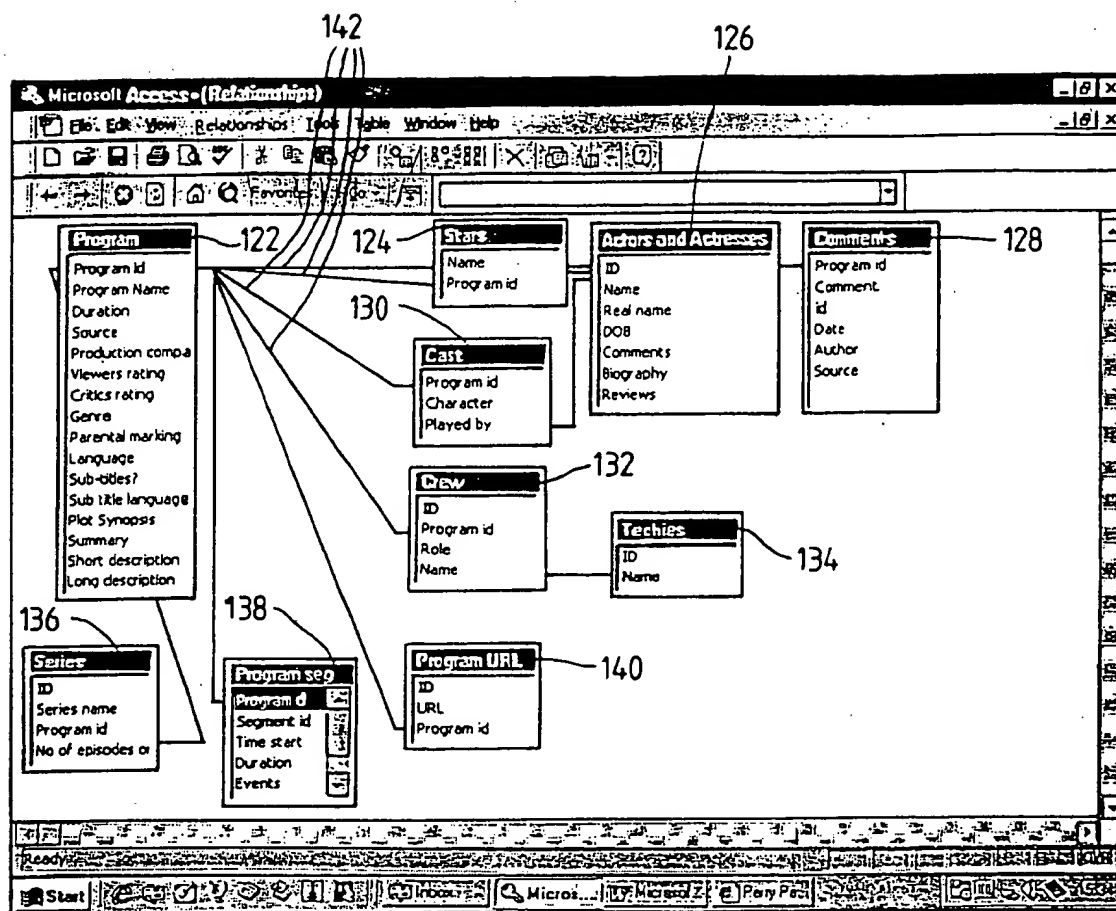 142
126
Microsoft Access - (Relationships)
File Edit View Relationships Tools Table Window Help
Favorites Go
Program
122
Program id
Program Name
Duration
Source
Production compa
Viewers rating
Critics rating
Genre
Parental marking
Language
Sub-titles?
Sub title language
Plot Synopsis
Summary
Short description
Long description
124
Stars
Name
Program id
Actors and Actresses
ID
Name
Real name
DOB
Comments
Biography
Reviews
Comments
128
Program id
Comment
id
Date
Author
Source
130
Cast
Program id
Character
Played by
132
Crew
ID
Program id
Role
Name
Techies
134
ID
Name
136
Series
ID
Series name
Program id
No of episodes or
138
Program seg
Program d
Segment id
Time start
Duration
Events
Program URL
140
ID
URL
Program id
Ready
Start
Inbox
Micros...